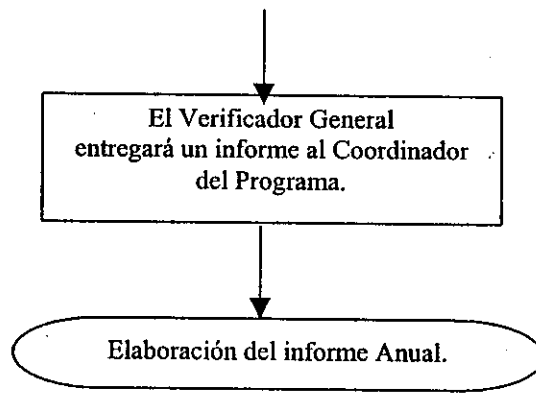 El Verificador General
entregará un informe al Coordinador
del Programa.
Elaboración del informe Anual.